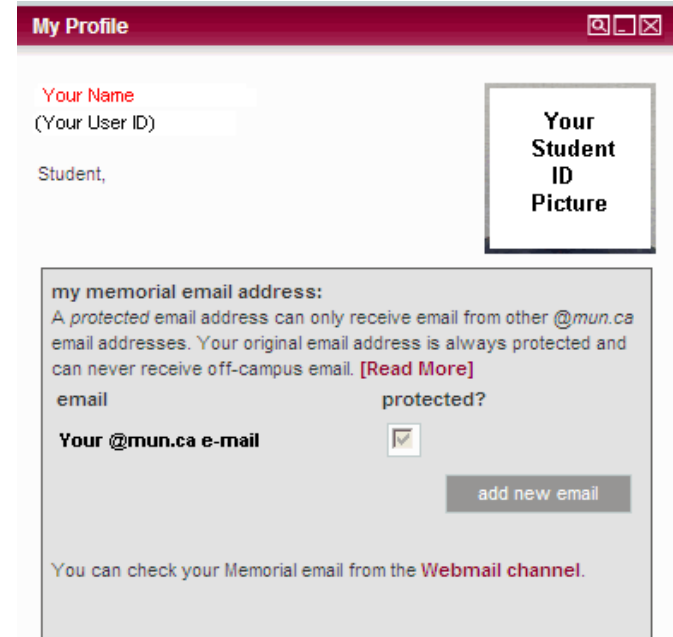 My Profile
Your Name
(Your User ID)
Student,
Your
Student
ID
Picture
my memorial email address:
A protected email address can only receive email from other @mun.ca
email addresses. Your original email address is always protected and
can never receive off-campus email. [Read More]
email protected?
Your @mun.ca e-mail
add new email
You can check your Memorial email from the Webmail channel.